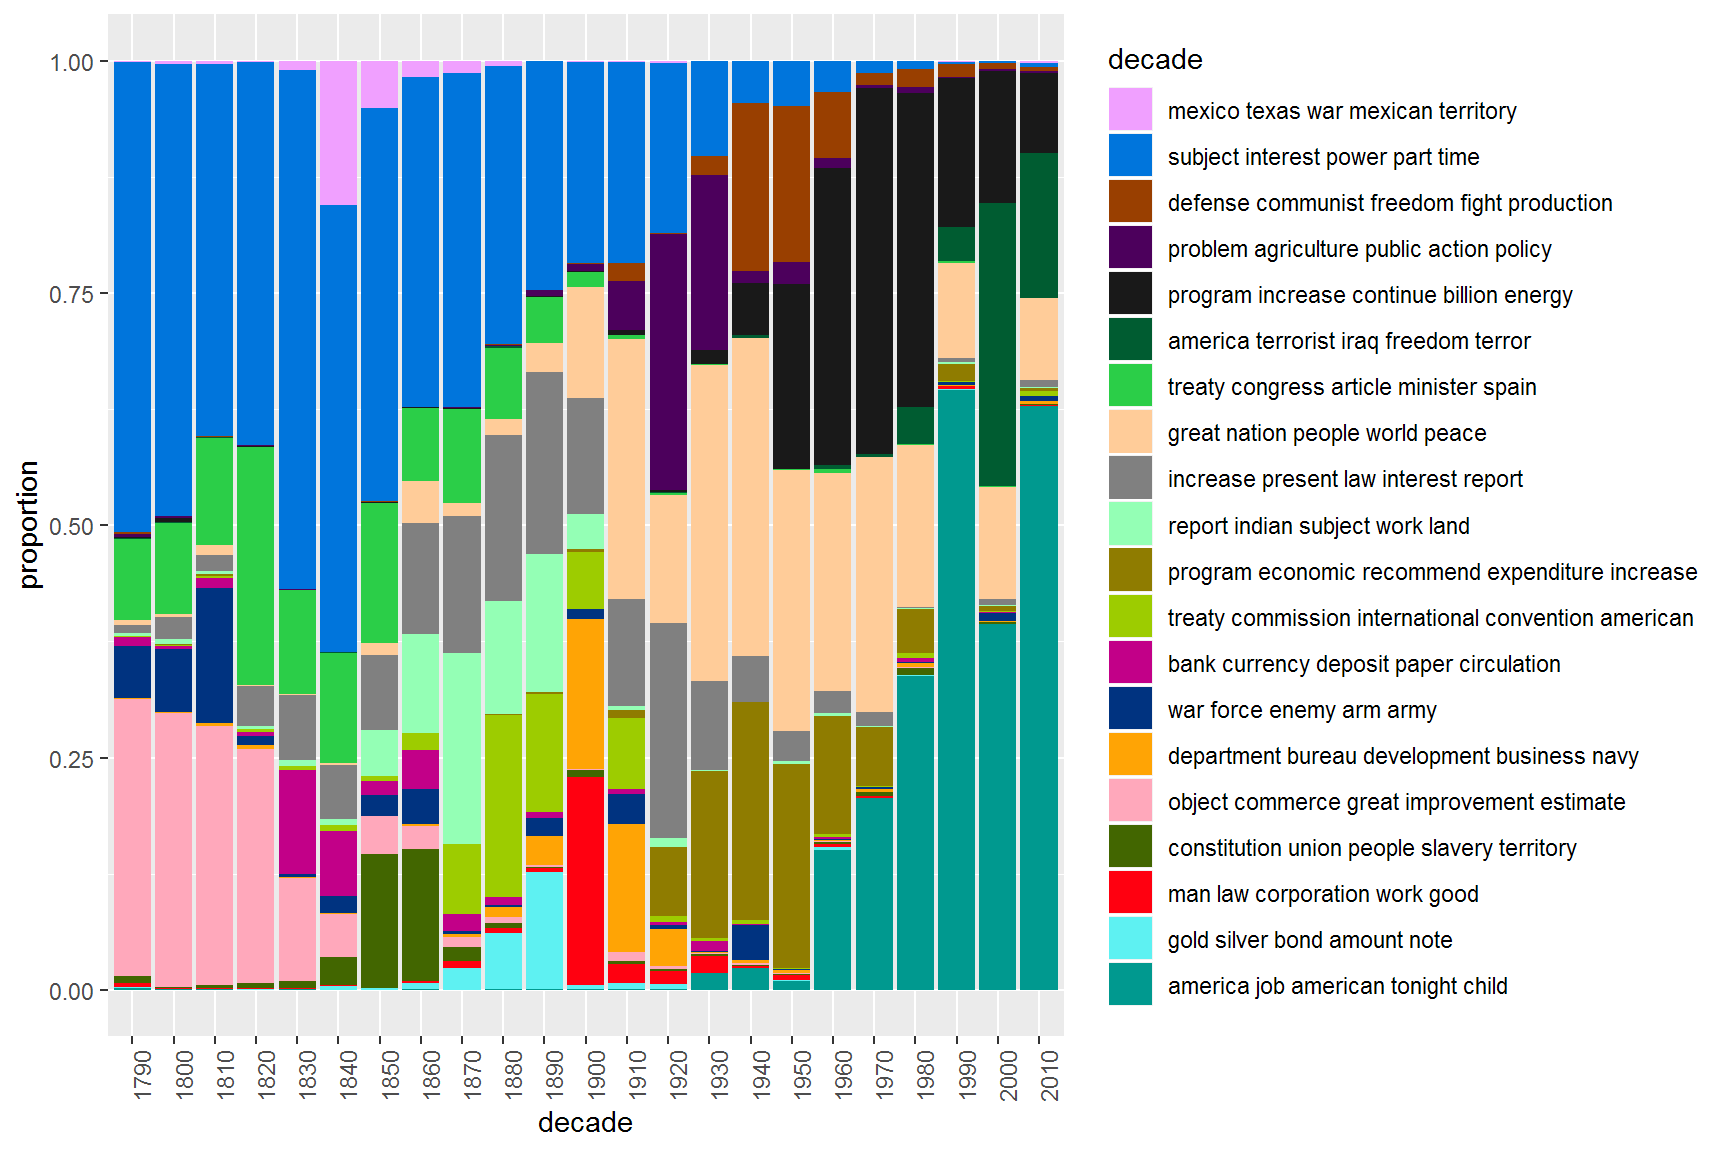 1.00
0.75
0.50
0.25
0.00
proportion
1790
1800
1810
1820
1830
1840
1850
1860
1870
1880
1890
1900
1910
1920
1930
1940
1950
1960
1970
1980
1990
2000
2010
decade
decade
mexico texas war mexican territory
subject interest power part time
defense communist freedom fight production
problem agriculture public action policy
program increase continue billion energy
america terrorist iraq freedom terror
treaty congress article minister spain
great nation people world peace
increase present law interest report
report indian subject work land
program economic recommend expenditure increase
treaty commission international convention american
bank currency deposit paper circulation
war force enemy arm army
department bureau development business navy
object commerce great improvement estimate
constitution union people slavery territory
man law corporation work good
gold silver bond amount note
america job american tonight child